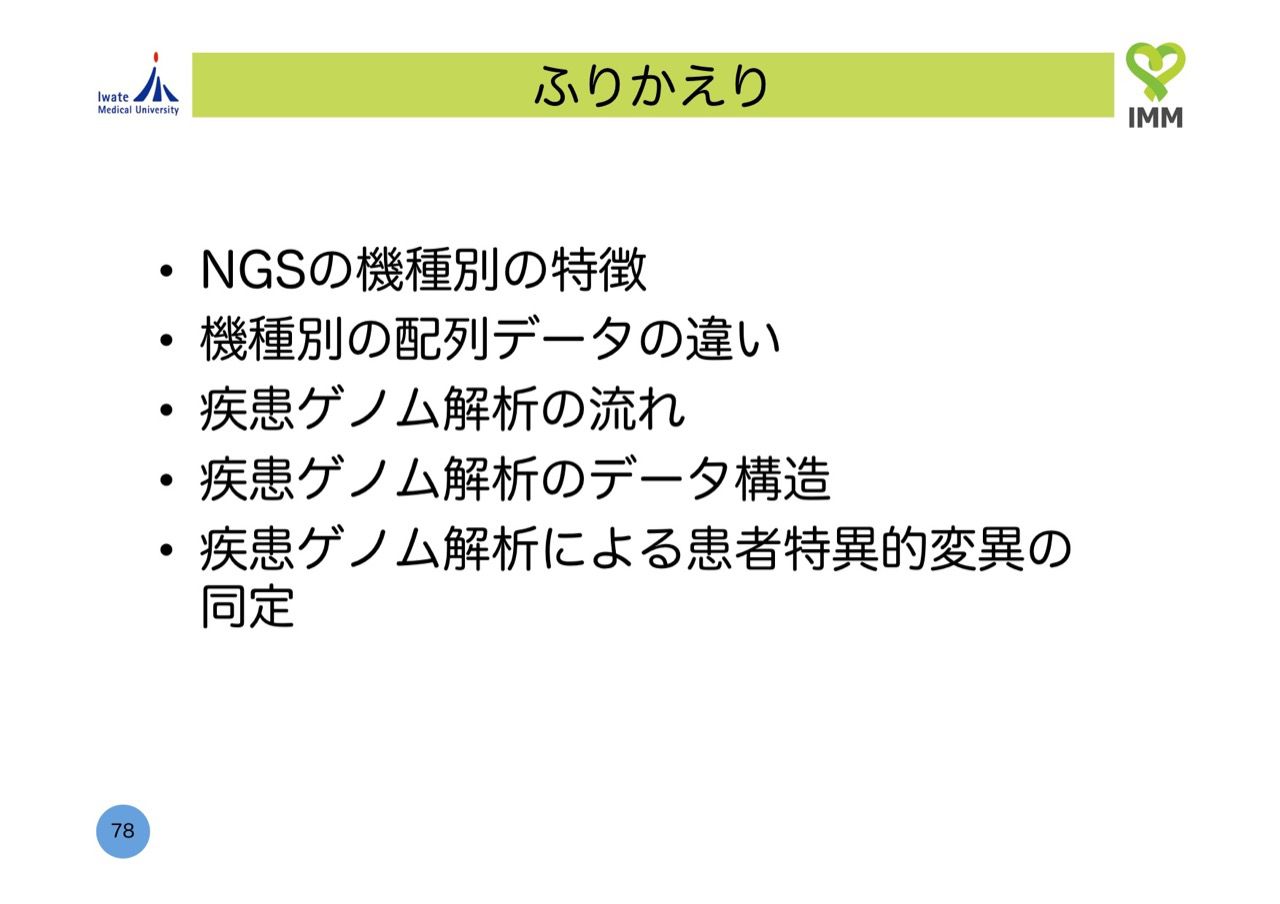 Iwate
Medical University
ふりかえり
IMM
• NGSの機種別の特徴
• 機種別の配列データの違い
• 疾患ゲノム解析の流れ
• 疾患ゲノム解析のデータ構造
• 疾患ゲノム解析による患者特異的変異の
同定
78